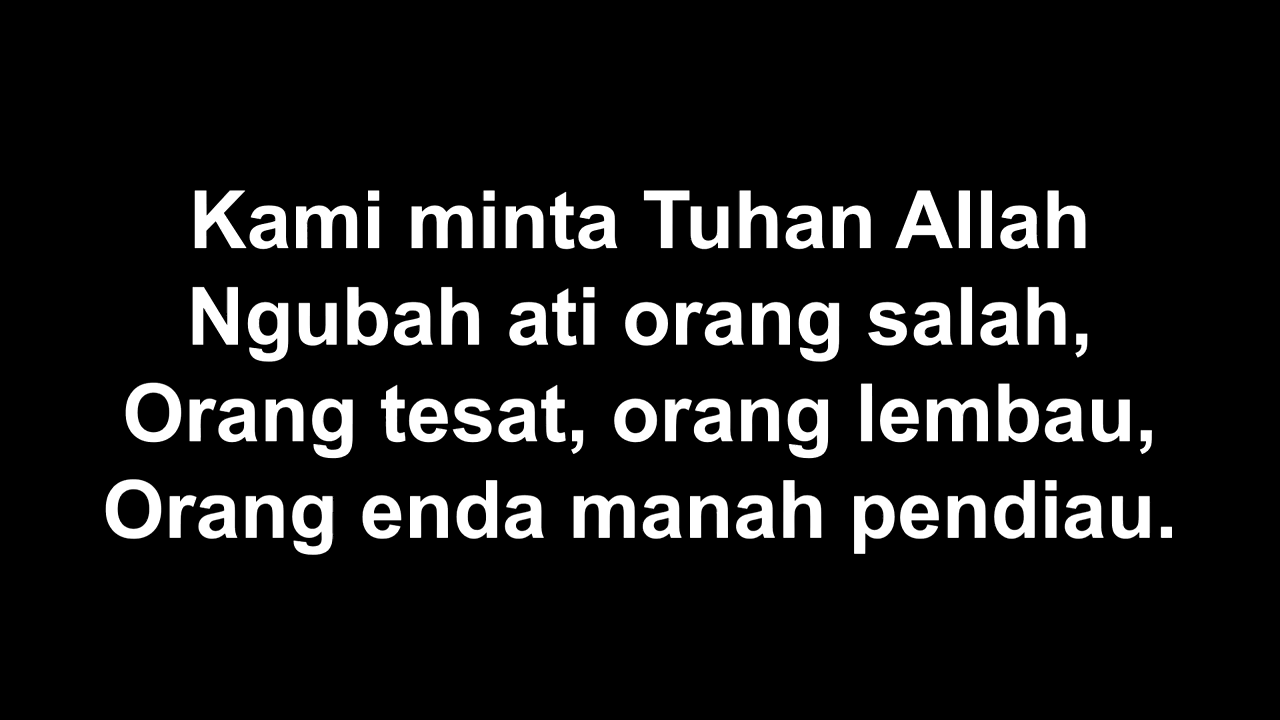 Kami minta Tuhan Allah
Ngubah ati orang salah,
Orang tesat, orang lembau,
Orang enda manah pendiau.